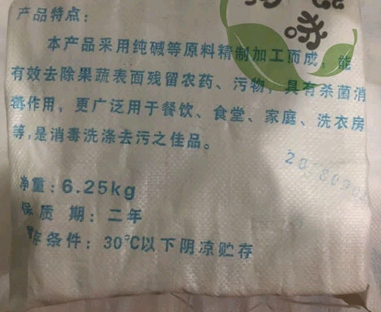 产品特点：
本产品采用纯碱等原料精制加工而成，能
有效去除果蔬表面残留农药、污物，具有杀菌消
毒作用，更广泛用于餐饮、食堂、家庭、洗衣房
等，是消毒洗涤去污之佳品。
净重：6.25kg
保质期：二年
存条件：30℃以下阴凉贮存